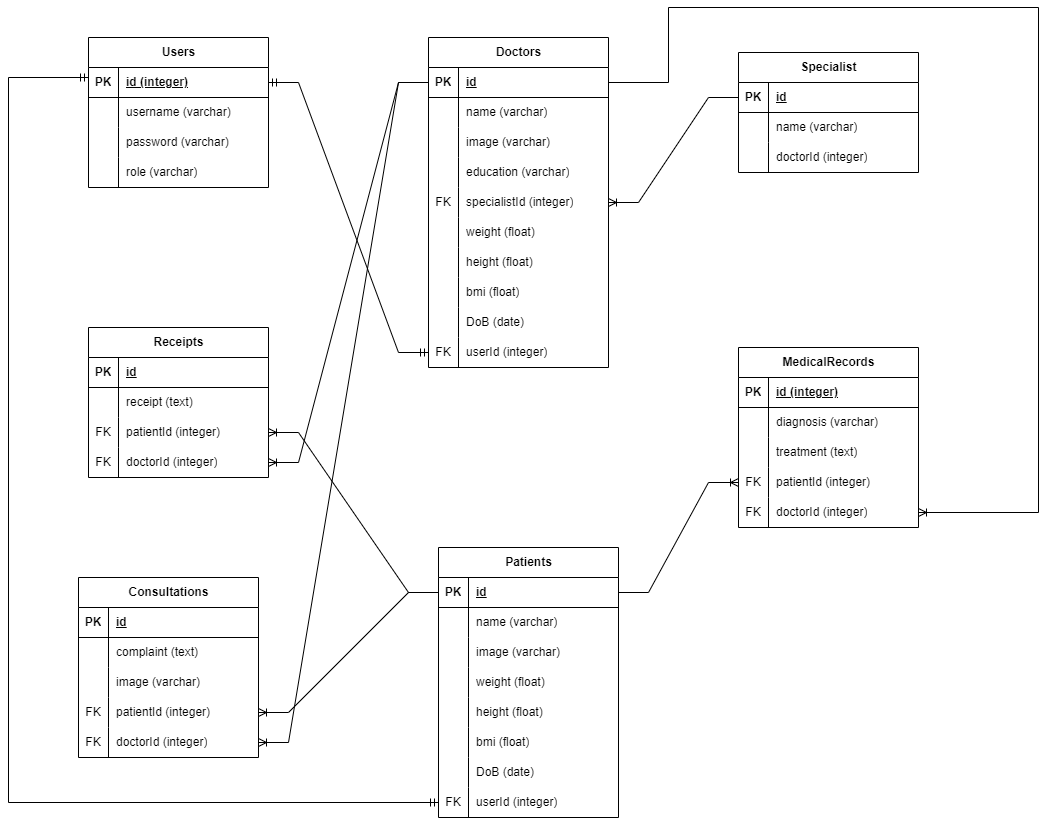 Users
PK id (integer)
username (varchar)
password (varchar)
role (varchar)
Doctors
PK id
name (varchar)
image (varchar)
education (varchar)
FK specialistId (integer)
weight (float)
height (float)
bmi (float)
DoB (date)
FK userId (integer)
Specialist
PK id
name (varchar)
doctorId (integer)
Receipts
PK id
receipt (text)
FK patientId (integer)
FK doctorId (integer)
MedicalRecords
PK id (integer)
diagnosis (varchar)
treatment (text)
FK patientId (integer)
FK doctorId (integer)
Consultations
PK id
complaint (text)
image (varchar)
FK patientId (integer)
FK doctorId (integer)
Patients
PK id
name (varchar)
image (varchar)
weight (float)
height (float)
bmi (float)
DoB (date)
FK userId (integer)